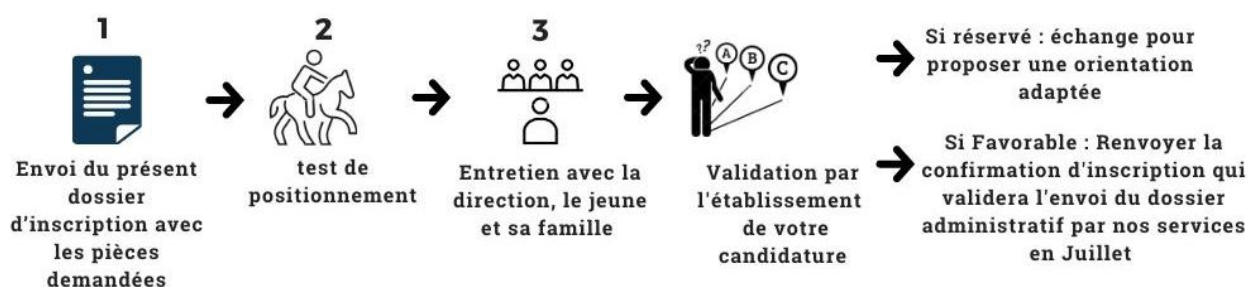 1
Envoi du présent
dossier
d'inscription avec
les pièces
demandées
2
test de
positionnement
3
Entretien avec la
direction, le jeune
et sa famille
??
A
B
C
Validation par
l'établissement
de votre
candidature
Si réservé : échange pour
proposer une orientation
adaptée
Si Favorable : Renvoyer la
confirmation d'inscription qui
validera l'envoi du dossier
administratif par nos services
en Juillet